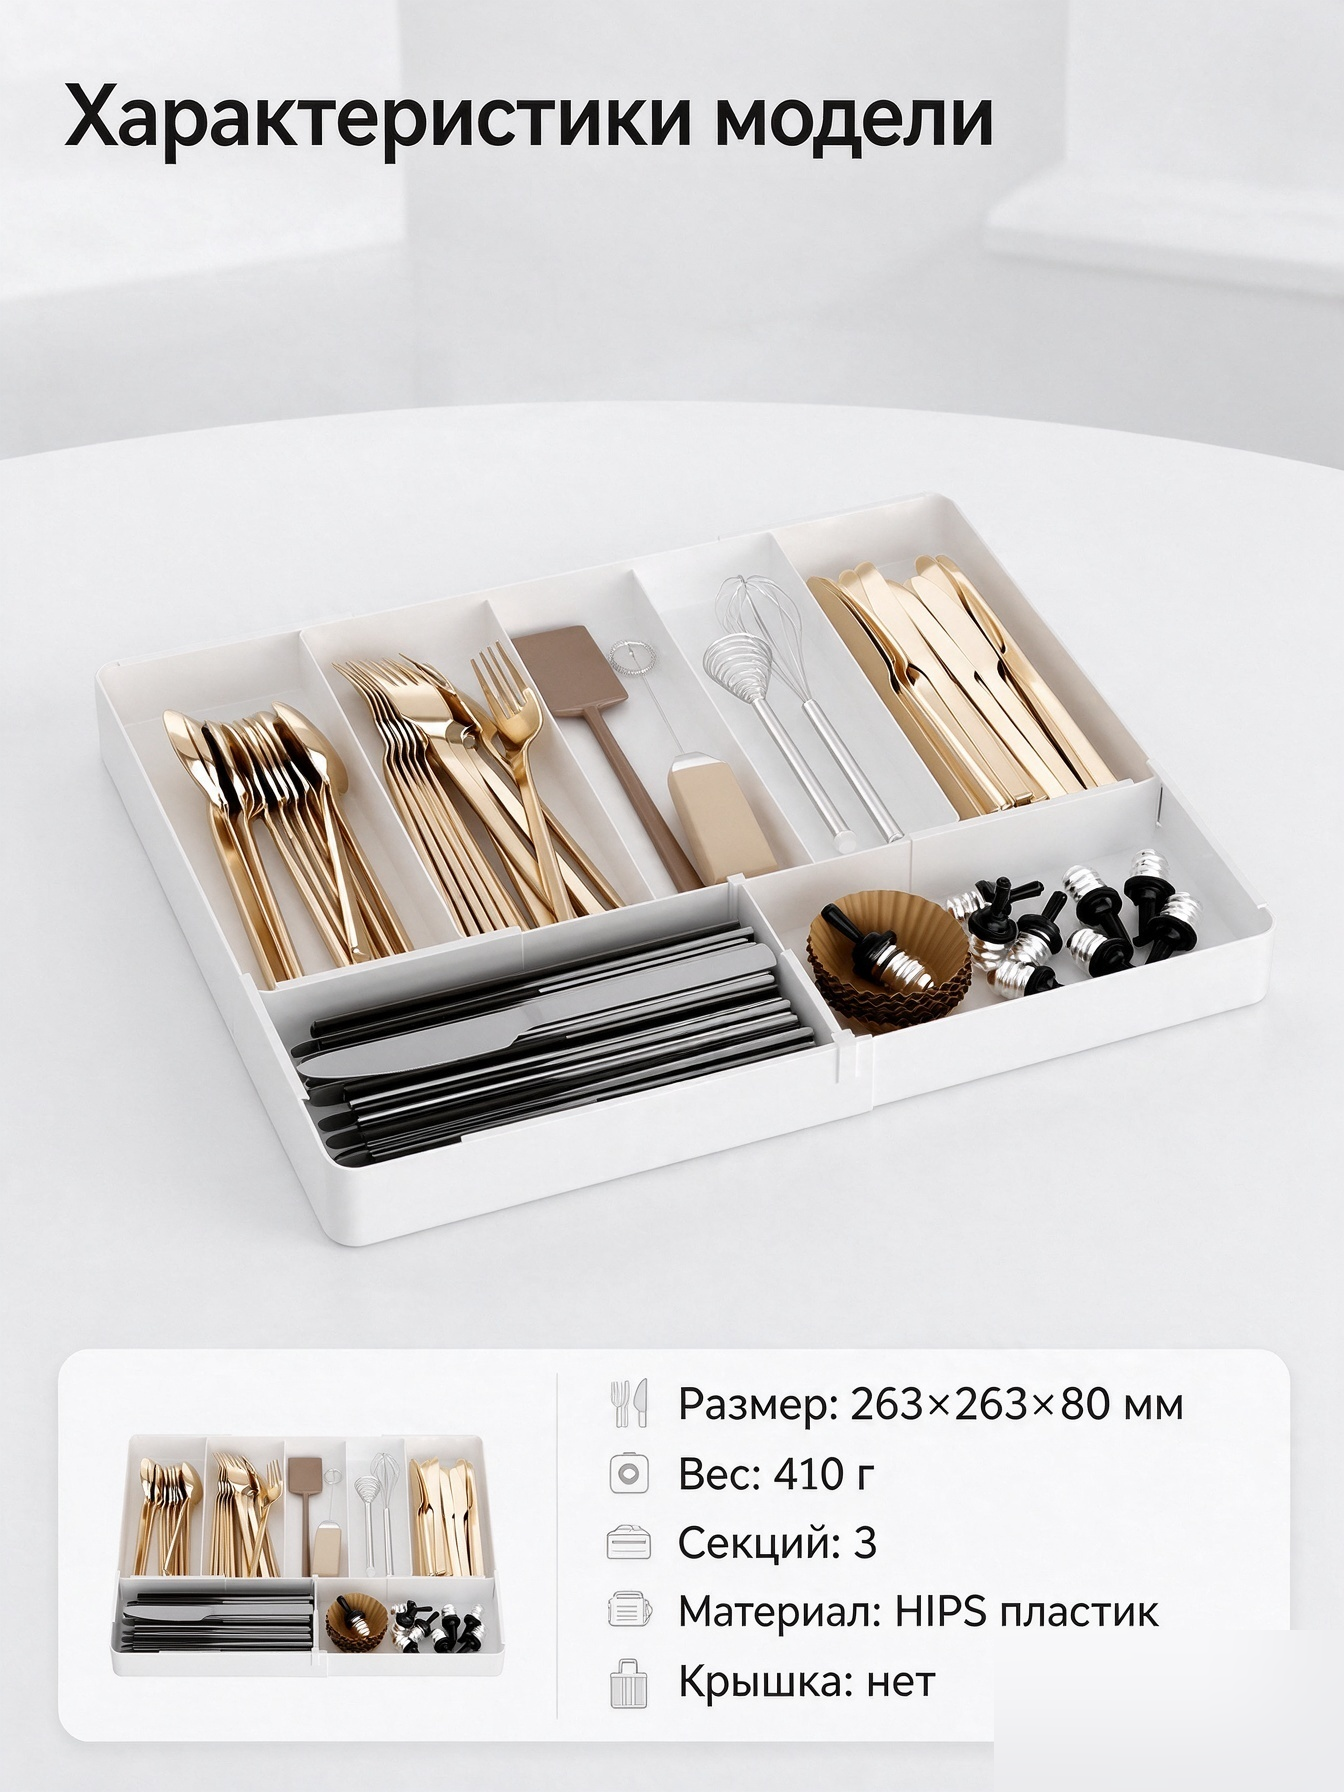 Характеристики модели
Размер: 263×263×80 мм
Вес: 410 г
Секций: 3
Материал: HIPS пластик
Крышка: нет